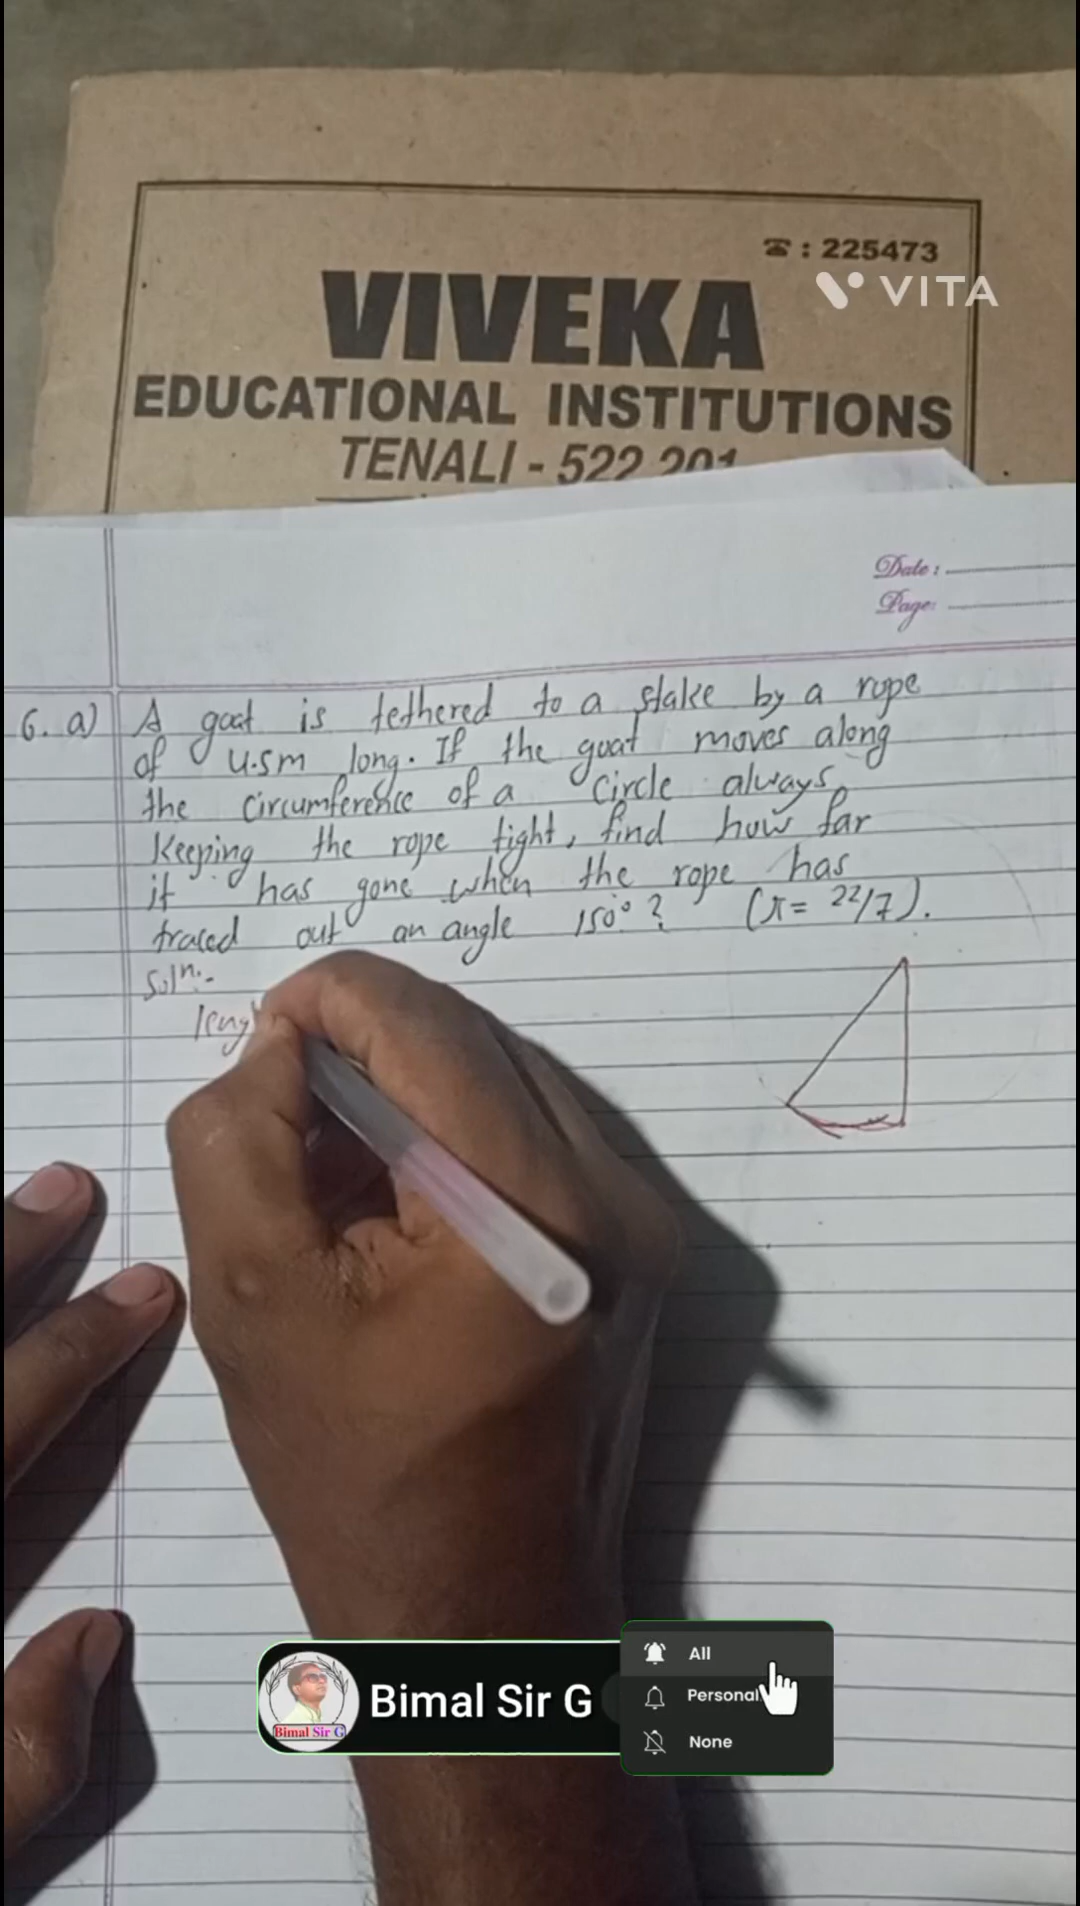 ☎ : 225473
VITA
VIVEKA
EDUCATIONAL INSTITUTIONS
TENALI - 522 201
Date :
Page:
6. a) A goat is tethered to a stake by a rope
of 4.5m long. If the goat moves along
the circumference of a circle always
keeping the rope tight, find how far
it has gone when the rope has
traced out an angle 150°? (π = 22/7).
Solⁿ:-
leng
Bimal Sir G
Bimal Sir G
All
Personal
None